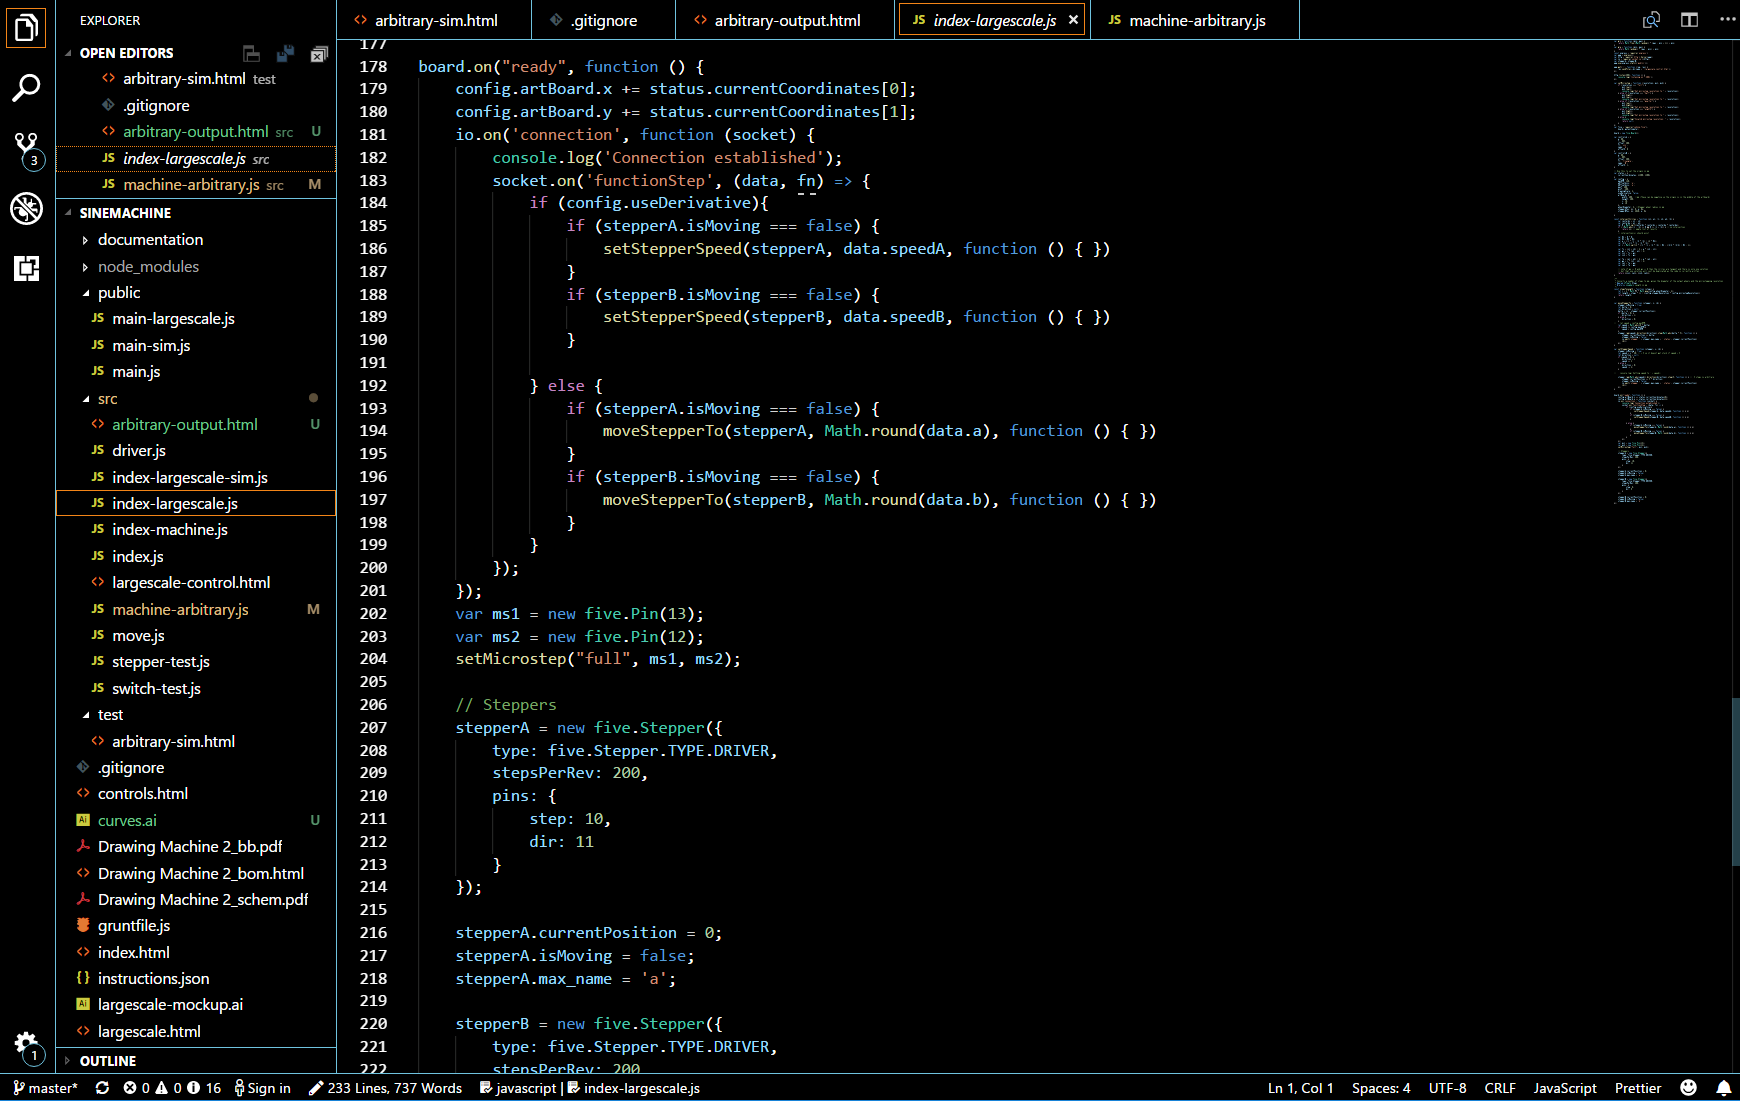 EXPLORER
OPEN EDITORS
arbitrary-sim.html test
.gitignore
arbitrary-output.html src U
JS index-largescale.js src
JS machine-arbitrary.js src M
3
SINEMACHINE
documentation
node_modules
public
JS main-largescale.js
JS main-sim.js
JS main.js
src
arbitrary-output.html U
JS driver.js
JS index-largescale-sim.js
JS index-largescale.js
JS index-machine.js
JS index.js
largescale-control.html
JS machine-arbitrary.js M
JS move.js
JS stepper-test.js
JS switch-test.js
test
arbitrary-sim.html
.gitignore
controls.html
Ai curves.ai U
Drawing Machine 2_bb.pdf
Drawing Machine 2_bom.html
Drawing Machine 2_schem.pdf
gruntfile.js
index.html
{} instructions.json
Ai largescale-mockup.ai
largescale.html
1
OUTLINE
<> arbitrary-sim.html
.gitignore
<> arbitrary-output.html
JS index-largescale.js ×
JS machine-arbitrary.js
177
178 board.on("ready", function () {
179 config.artBoard.x += status.currentCoordinates[0];
180 config.artBoard.y += status.currentCoordinates[1];
181 io.on('connection', function (socket) {
182 console.log('Connection established');
183 socket.on('functionStep', (data, fn) => {
184 if (config.useDerivative){
185 if (stepperA.isMoving === false) {
186 setStepperSpeed(stepperA, data.speedA, function () { })
187 }
188 if (stepperB.isMoving === false) {
189 setStepperSpeed(stepperB, data.speedB, function () { })
190 }
191
192 } else {
193 if (stepperA.isMoving === false) {
194 moveStepperTo(stepperA, Math.round(data.a), function () { })
195 }
196 if (stepperB.isMoving === false) {
197 moveStepperTo(stepperB, Math.round(data.b), function () { })
198 }
199 }
200 });
201 });
202 var ms1 = new five.Pin(13);
203 var ms2 = new five.Pin(12);
204 setMicrostep("full", ms1, ms2);
205
206 // Steppers
207 stepperA = new five.Stepper({
208 type: five.Stepper.TYPE.DRIVER,
209 stepsPerRev: 200,
210 pins: {
211 step: 10,
212 dir: 11
213 }
214 });
215
216 stepperA.currentPosition = 0;
217 stepperA.isMoving = false;
218 stepperA.max_name = 'a';
219
220 stepperB = new five.Stepper({
221 type: five.Stepper.TYPE.DRIVER,
222 stepsPerRev: 200
master* 0 0 16 Sign in 233 Lines, 737 Words javascript | index-largescale.js Ln 1, Col 1 Spaces: 4 UTF-8 CRLF JavaScript Prettier